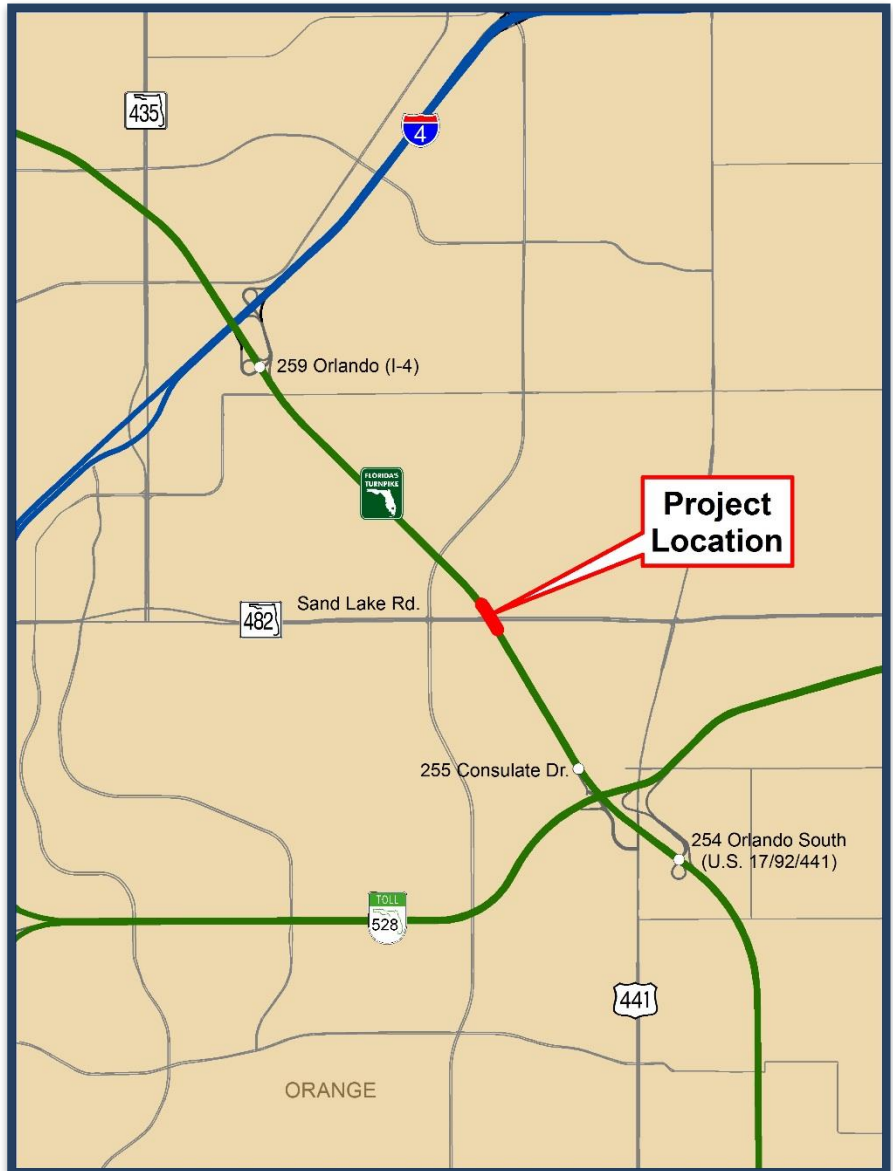 435
4
259 Orlando (I-4)
FLORIDA'S
TURNPIKE
Project
Location
Sand Lake Rd.
482
255 Consulate Dr.
254 Orlando South
(U.S. 17/92/441)
TOLL
528
441
ORANGE